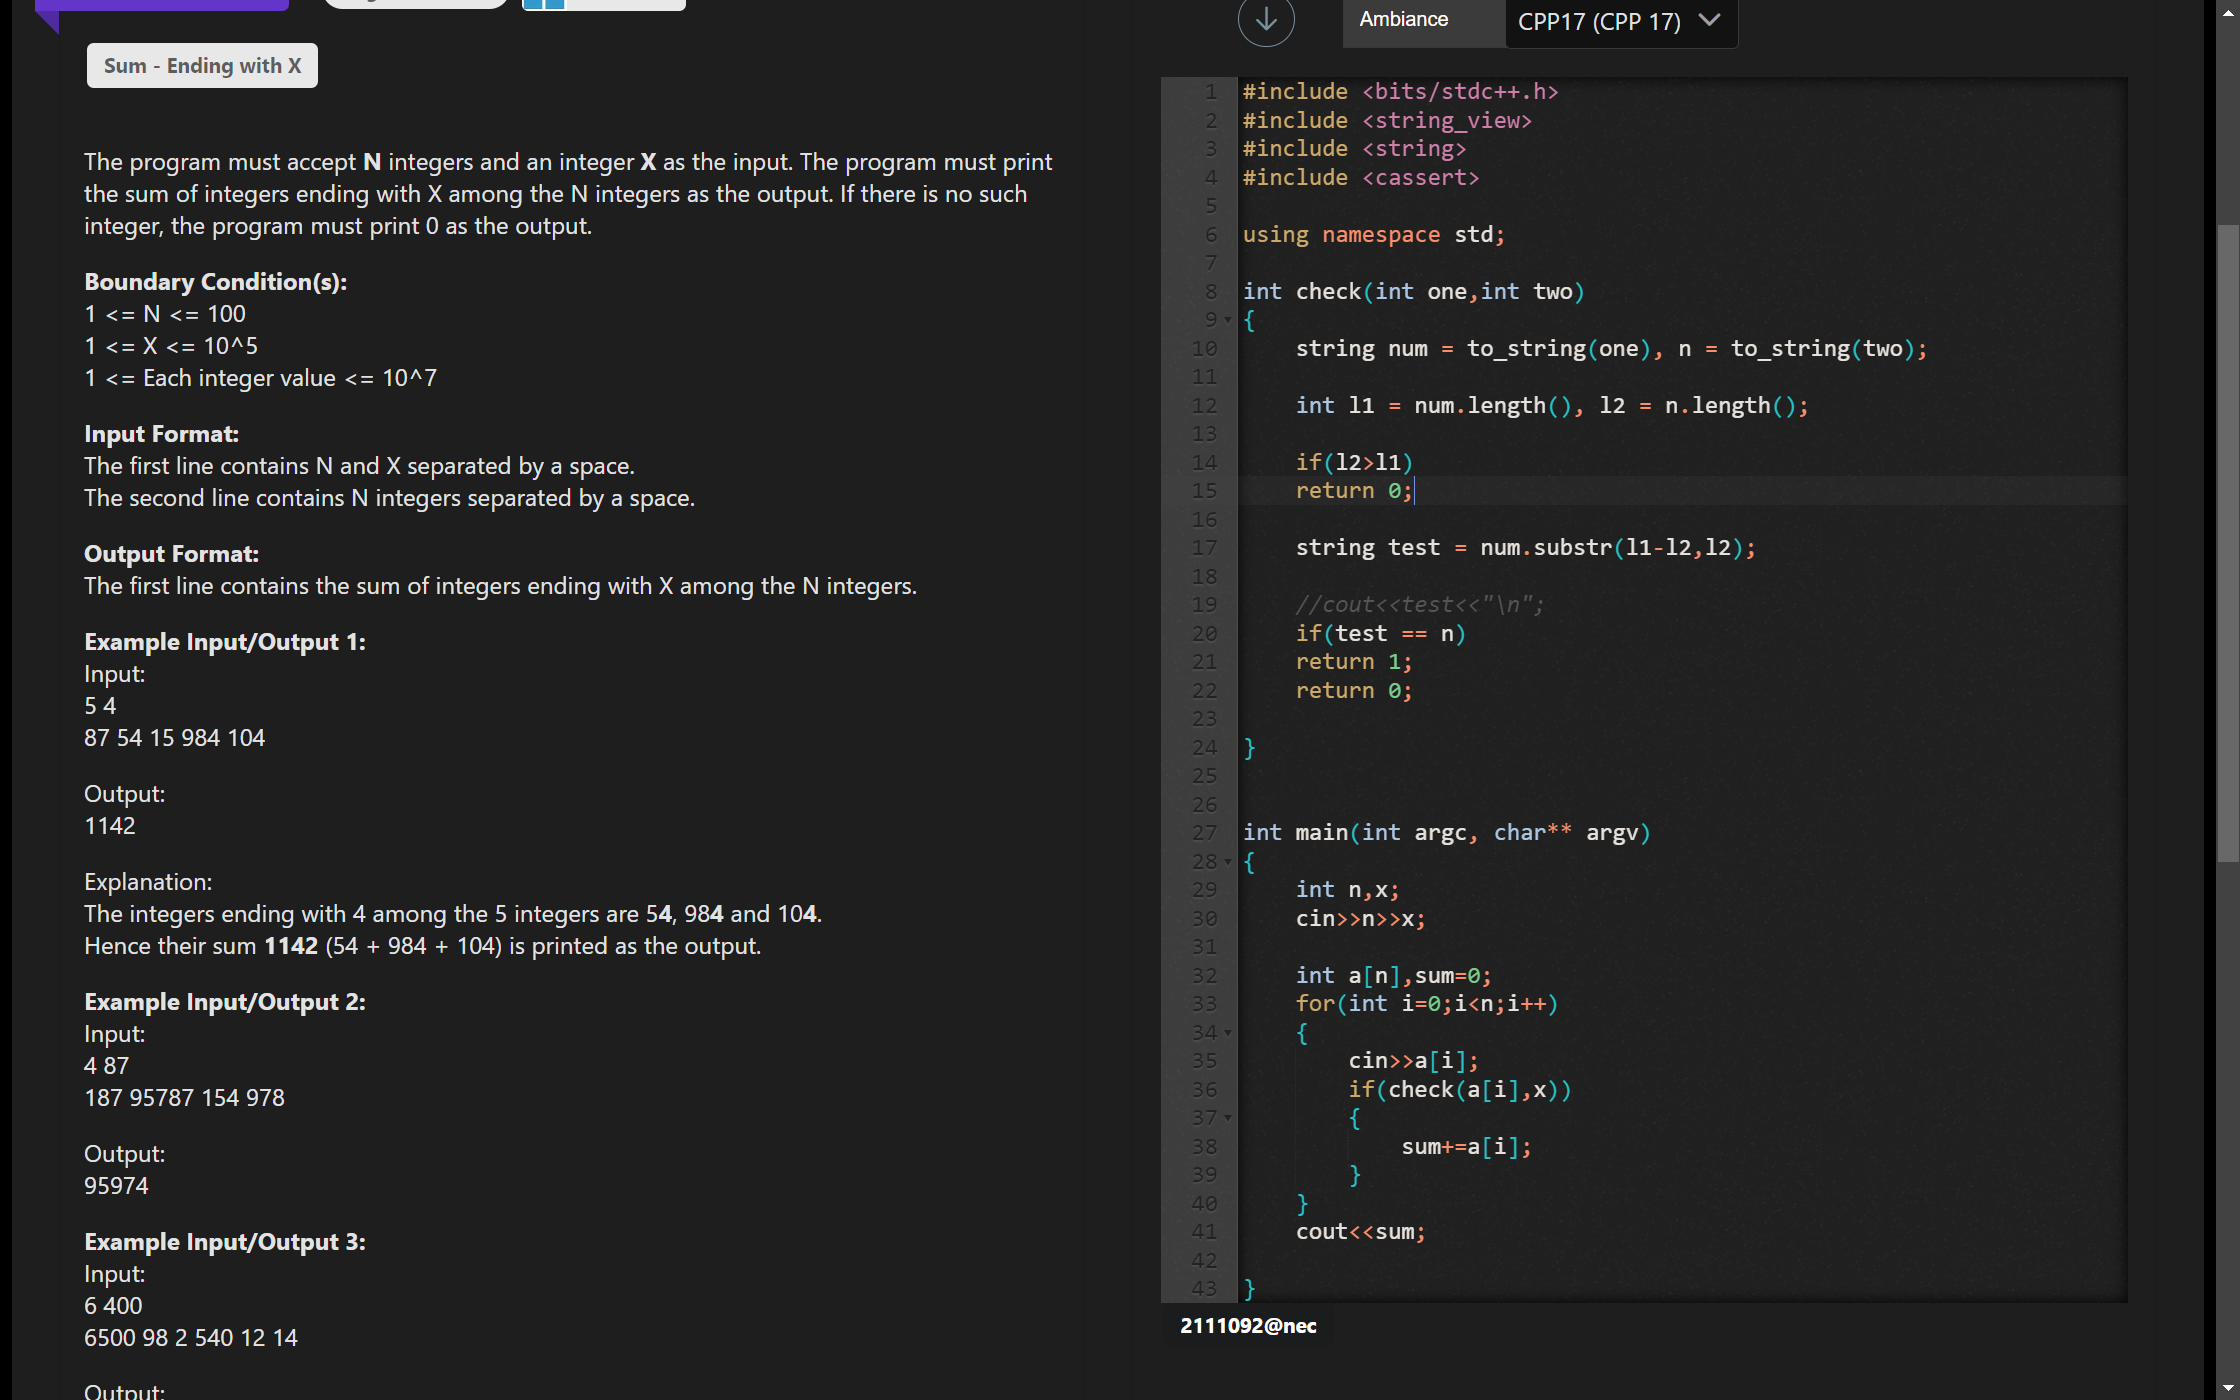 Sum - Ending with X
The program must accept N integers and an integer X as the input. The program must print
the sum of integers ending with X among the N integers as the output. If there is no such
integer, the program must print 0 as the output.
Boundary Condition(s):
1 <= N <= 100
1 <= X <= 10^5
1 <= Each integer value <= 10^7
Input Format:
The first line contains N and X separated by a space.
The second line contains N integers separated by a space.
Output Format:
The first line contains the sum of integers ending with X among the N integers.
Example Input/Output 1:
Input:
5 4
87 54 15 984 104
Output:
1142
Explanation:
The integers ending with 4 among the 5 integers are 54, 984 and 104.
Hence their sum 1142 (54 + 984 + 104) is printed as the output.
Example Input/Output 2:
Input:
4 87
187 95787 154 978
Output:
95974
Example Input/Output 3:
Input:
6 400
6500 98 2 540 12 14
Output:
Ambiance
CPP17 (CPP 17)
1 #include <bits/stdc++.h>
2 #include <string_view>
3 #include <string>
4 #include <cassert>
5
6 using namespace std;
7
8 int check(int one,int two)
9 {
10 string num = to_string(one), n = to_string(two);
11
12 int l1 = num.length(), l2 = n.length();
13
14 if(l2>l1)
15 return 0;
16
17 string test = num.substr(l1-l2,l2);
18
19 //cout<<test<<"\n";
20 if(test == n)
21 return 1;
22 return 0;
23
24 }
25
26
27 int main(int argc, char** argv)
28 {
29 int n,x;
30 cin>>n>>x;
31
32 int a[n],sum=0;
33 for(int i=0;i<n;i++)
34 {
35 cin>>a[i];
36 if(check(a[i],x))
37 {
38 sum+=a[i];
39 }
40 }
41 cout<<sum;
42
43 }
2111092@nec